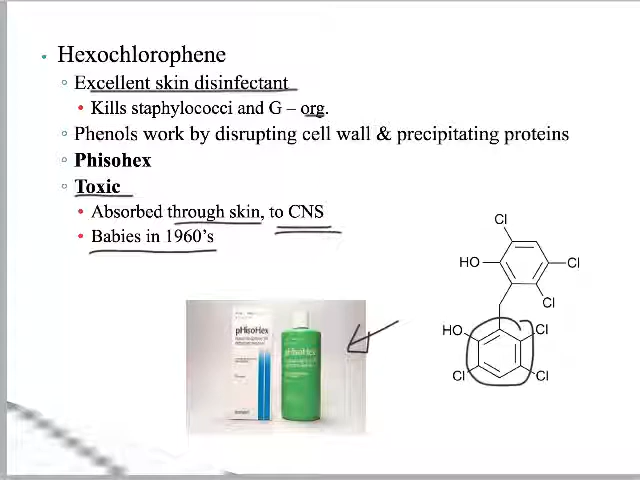 Hexochlorophene
Excellent skin disinfectant
Kills staphylococci and G – org.
Phenols work by disrupting cell wall & precipitating proteins
Phisohex
Toxic
Absorbed through skin, to CNS
Babies in 1960's
Cl
HO
Cl
Cl
HO
Cl
Cl
Cl
pHisoHex
pHisoHex